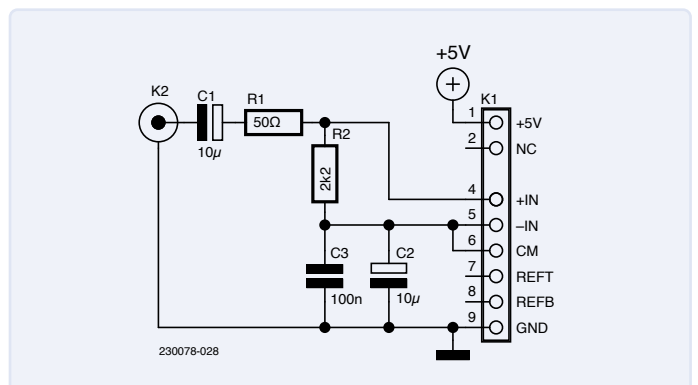 +5V
K2
C1
R1
K1
50Ω
1
+5V
R2
10µ
2
NC
2k2
4
+IN
5
–IN
6
CM
C3
C2
7
REFT
100n
10µ
8
REFB
9
GND
230078-028